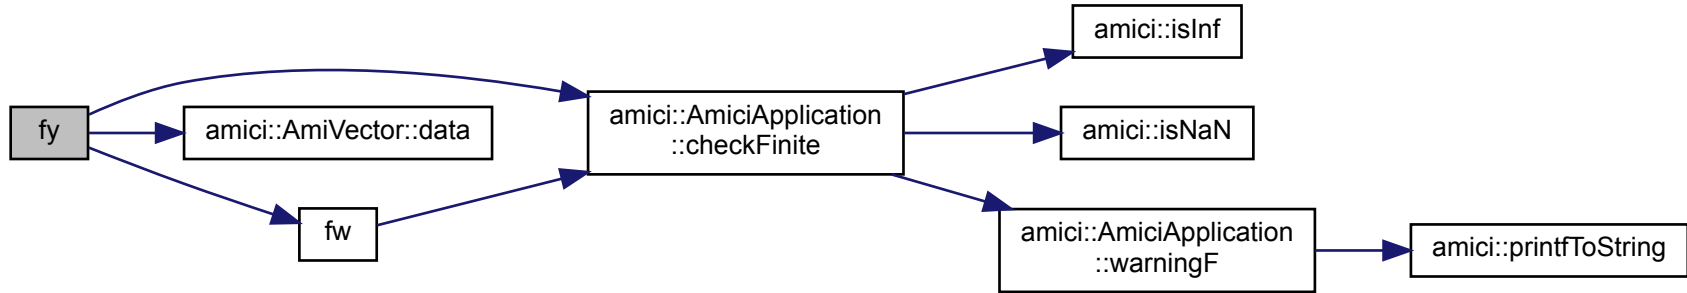 fy
amici::AmiVector::data
fw
amici::AmiciApplication
::checkFinite
amici::isInf
amici::isNaN
amici::AmiciApplication
::warningF
amici::printfToString